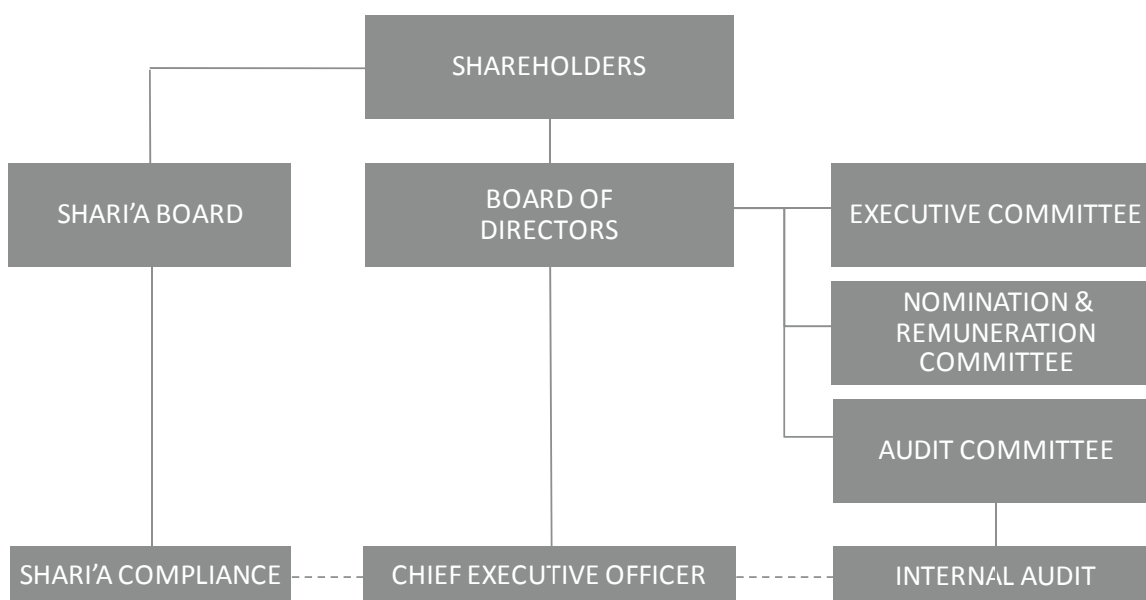 SHAREHOLDERS
SHARI'A BOARD
BOARD OF
DIRECTORS
EXECUTIVE COMMITTEE
NOMINATION &
REMUNERATION
COMMITTEE
AUDIT COMMITTEE
SHARI'A COMPLIANCE
CHIEF EXECUTIVE OFFICER
INTERNAL AUDIT